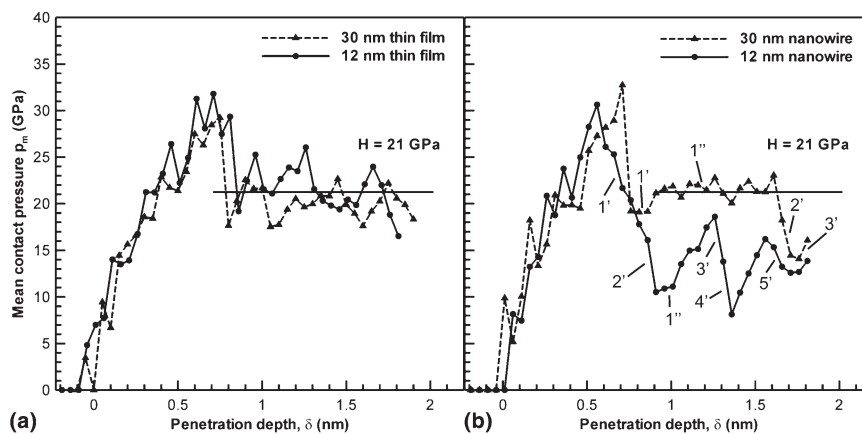 40
35
30
25
20
15
10
5
0
Mean contact pressure pm (GPa)
30 nm thin film
12 nm thin film
H = 21 GPa
0 0.5 1 1.5 2
Penetration depth, δ (nm)
(a)
30 nm nanowire
12 nm nanowire
H = 21 GPa
1''
1'
1'
2'
3'
2'
3'
1''
4'
5'
0 0.5 1 1.5 2
Penetration depth, δ (nm)
(b)